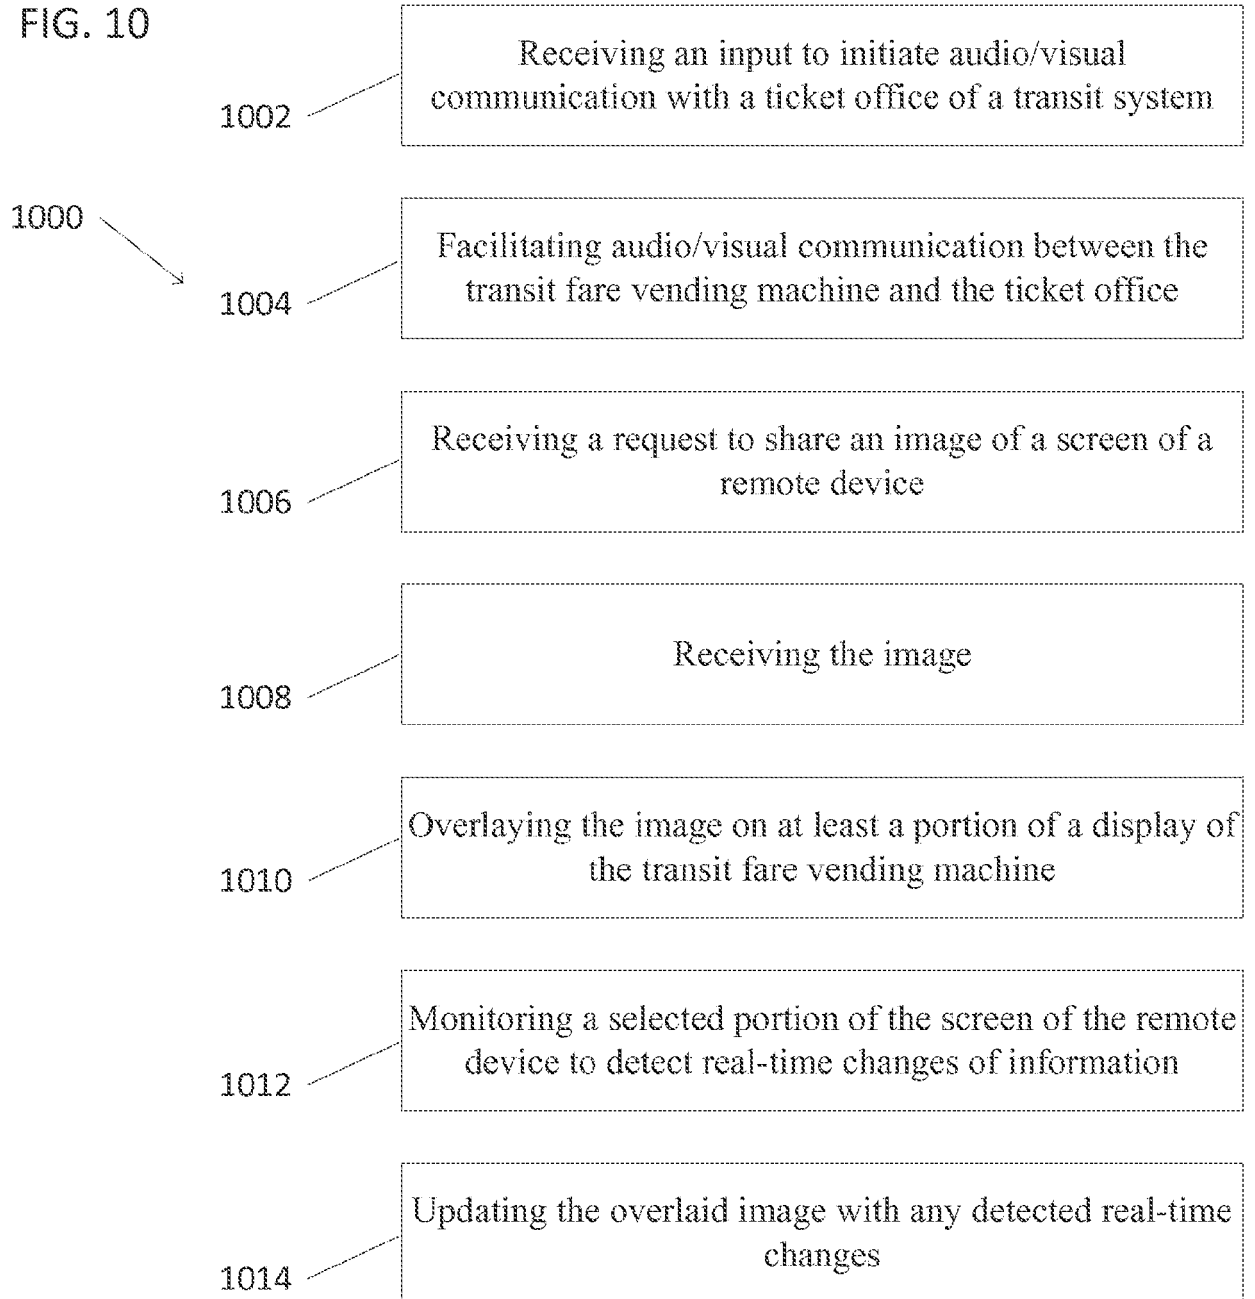 FIG. 10
Receiving an input to initiate audio/visual
communication with a ticket office of a transit system
1002
1000
Facilitating audio/visual communication between the
transit fare vending machine and the ticket office
1004
Receiving a request to share an image of a screen of a
remote device
1006
Receiving the image
1008
Overlaying the image on at least a portion of a display of
the transit fare vending machine
1010
Monitoring a selected portion of the screen of the remote
device to detect real-time changes of information
1012
Updating the overlaid image with any detected real-time
changes
1014